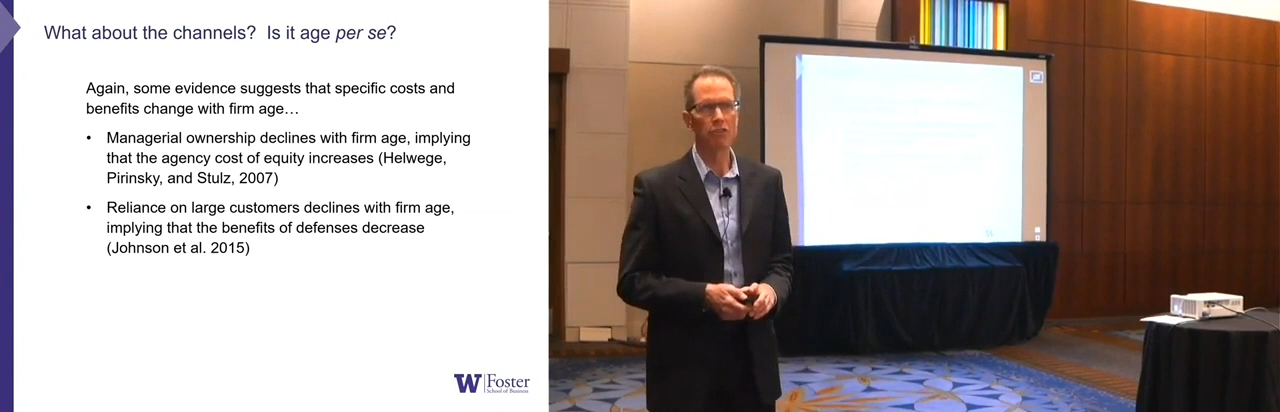 What about the channels? Is it age per se?
Again, some evidence suggests that specific costs and
benefits change with firm age…
• Managerial ownership declines with firm age, implying
that the agency cost of equity increases (Helwege,
Pirinsky, and Stulz, 2007)
• Reliance on large customers declines with firm age,
implying that the benefits of defenses decrease
(Johnson et al. 2015)
W Foster
School of Business